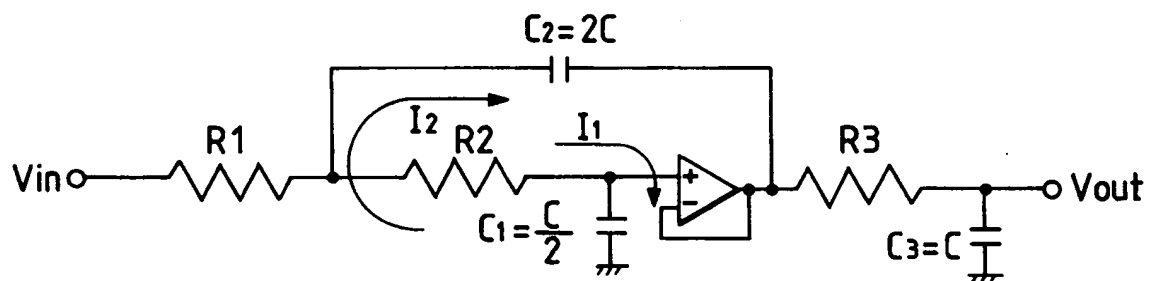 C2=2C
I2
R1
R2
I1
R3
Vin
+
-
Vout
C1=C/2
C3=C